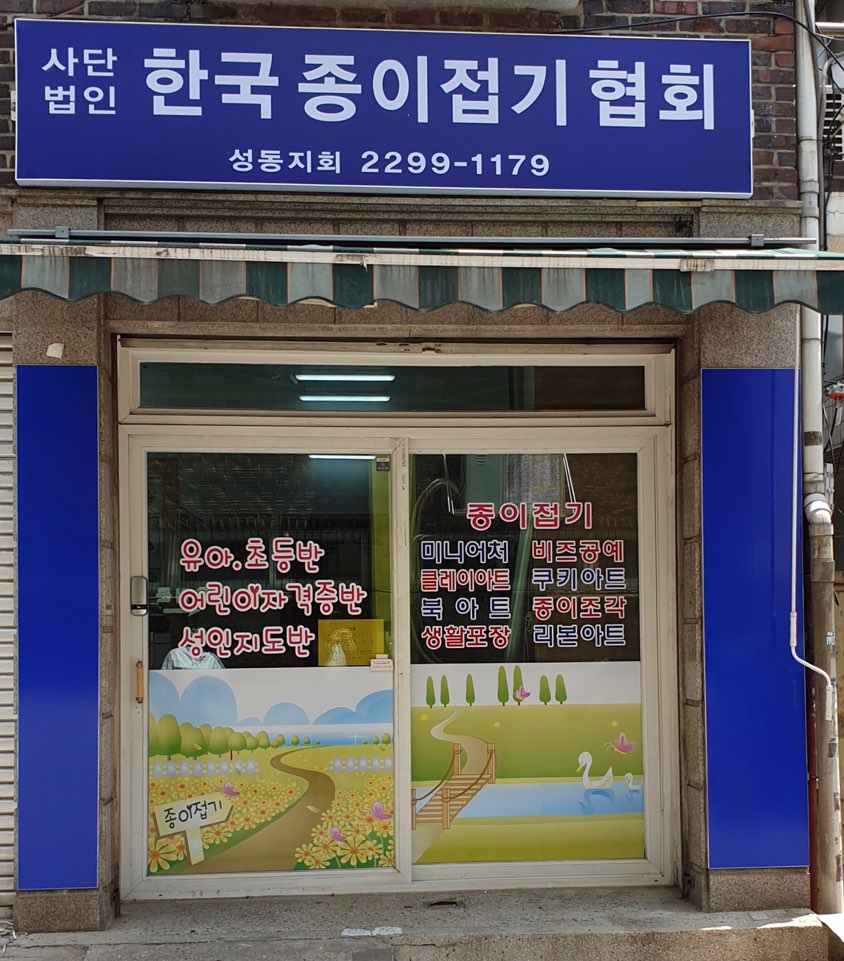 사단
법인
한국종이접기협회
성동지회 2299-1179
유아.초등반
어린이자격증반
성인지도반
종이접기
미니어처 비즈공예
클레이아트 쿠키아트
북아트 종이조각
생활포장 리본아트
종이접기